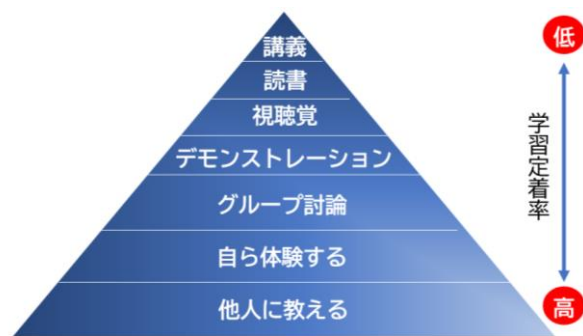 講義
読書
視聴覚
デモンストレーション
グループ討論
自ら体験する
他人に教える
低
学習定着率
高